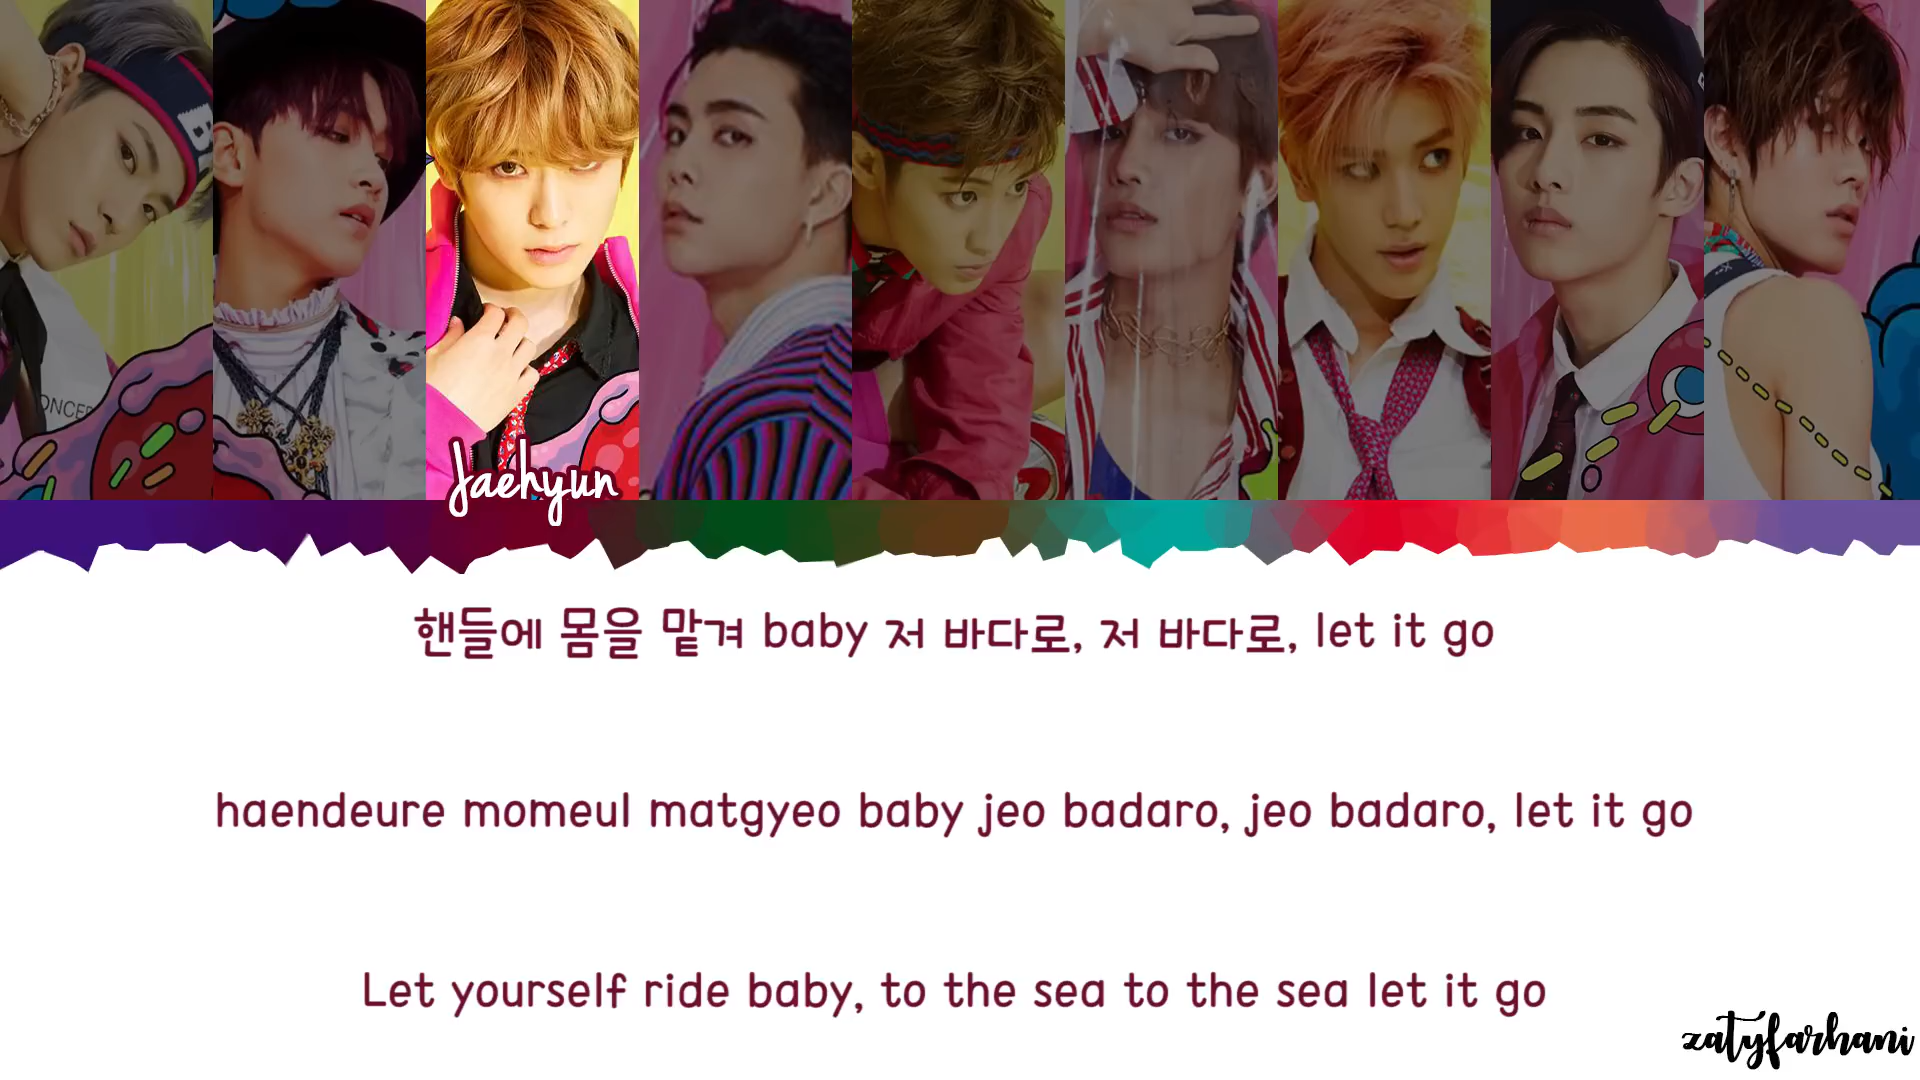 ONCE
Jaehyun
핸들에 몸을 맡겨 baby 저 바다로, 저 바다로, let it go
haendeure momeul matgyeo baby jeo badaro, jeo badaro, let it go
Let yourself ride baby, to the sea to the sea let it go
zatyfarhani